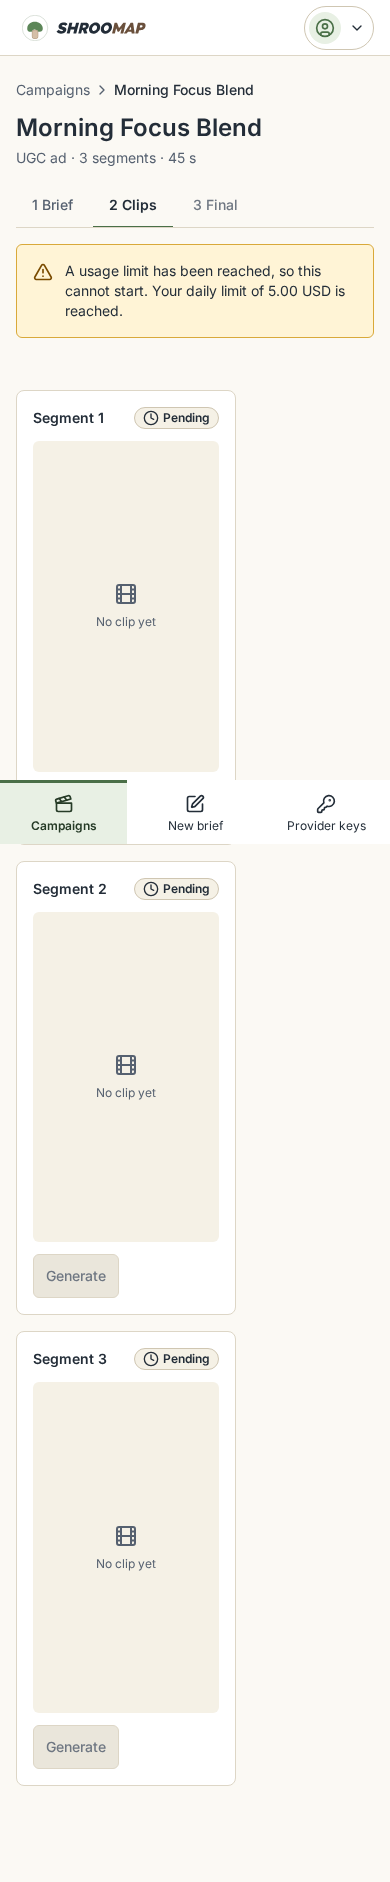 SHROOMAP
Campaigns > Morning Focus Blend
Morning Focus Blend
UGC ad · 3 segments · 45 s
1 Brief 2 Clips 3 Final
A usage limit has been reached, so this
cannot start. Your daily limit of 5.00 USD is
reached.
Segment 1 Pending
No clip yet
Campaigns New brief Provider keys
Segment 2 Pending
No clip yet
Generate
Segment 3 Pending
No clip yet
Generate